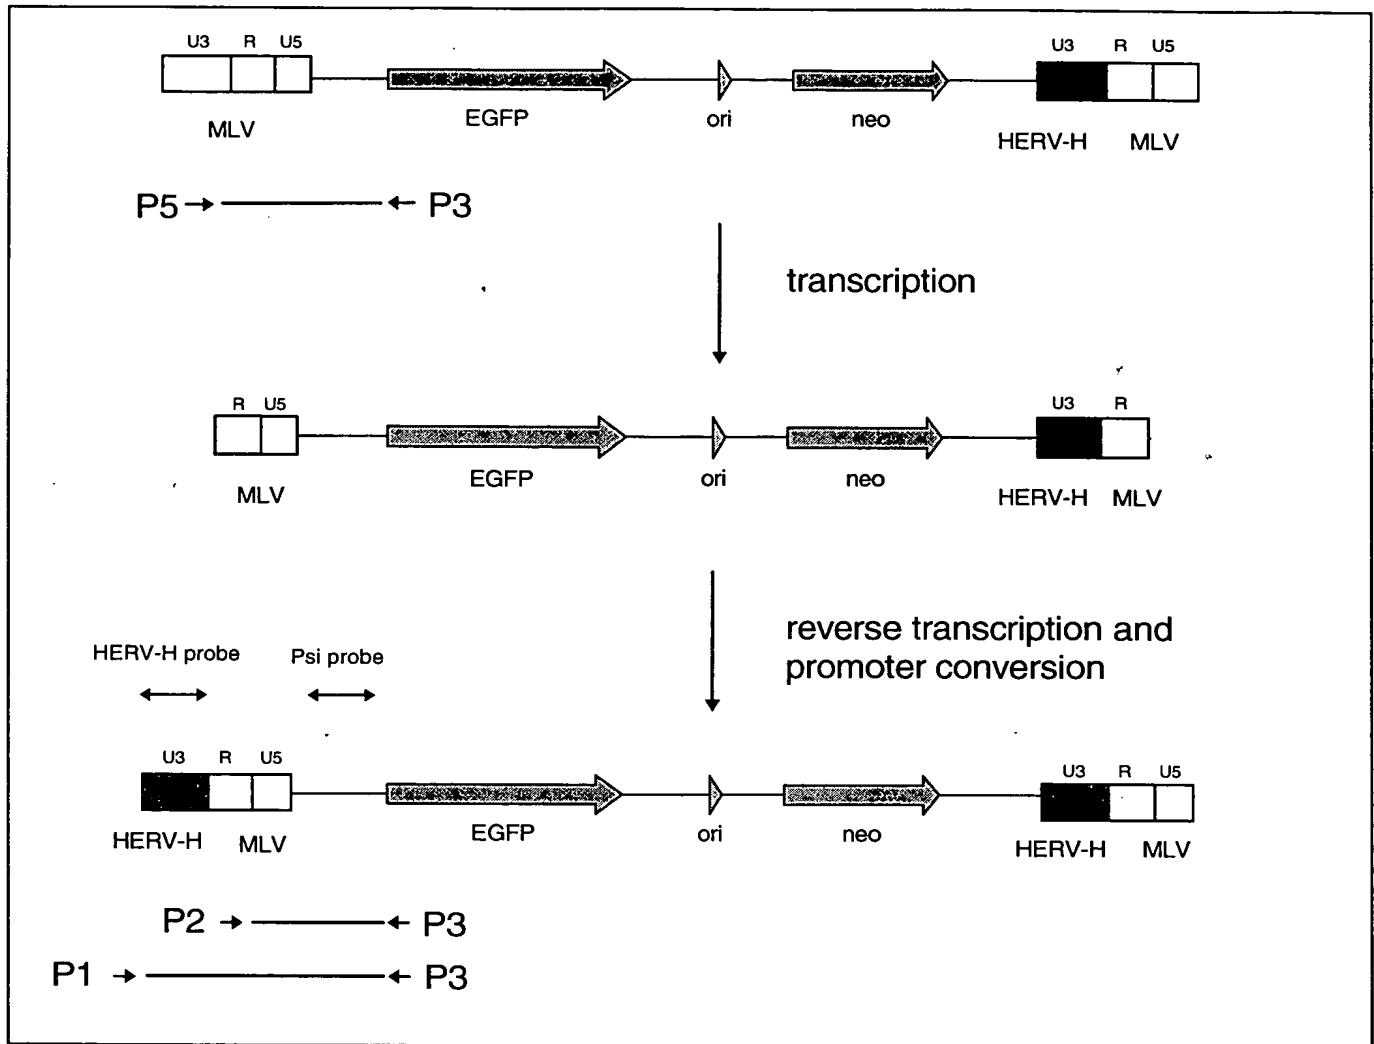 U3 R U5
U3 R U5
EGFP
ori
neo
MLV
HERV-H MLV
P5 P3
transcription
R U5
U3 R
EGFP
ori
neo
MLV
HERV-H MLV
reverse transcription and
promoter conversion
HERV-H probe
Psi probe
U3 R U5
U3 R U5
EGFP
ori
neo
HERV-H MLV
HERV-H MLV
P2 P3
P1 P3